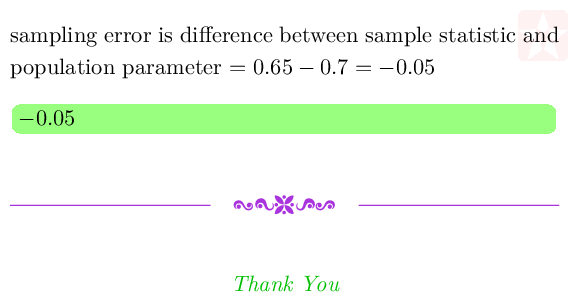 sampling error is difference between sample statistic and
population parameter = 0.65 − 0.7 = −0.05
−0.05
Thank You